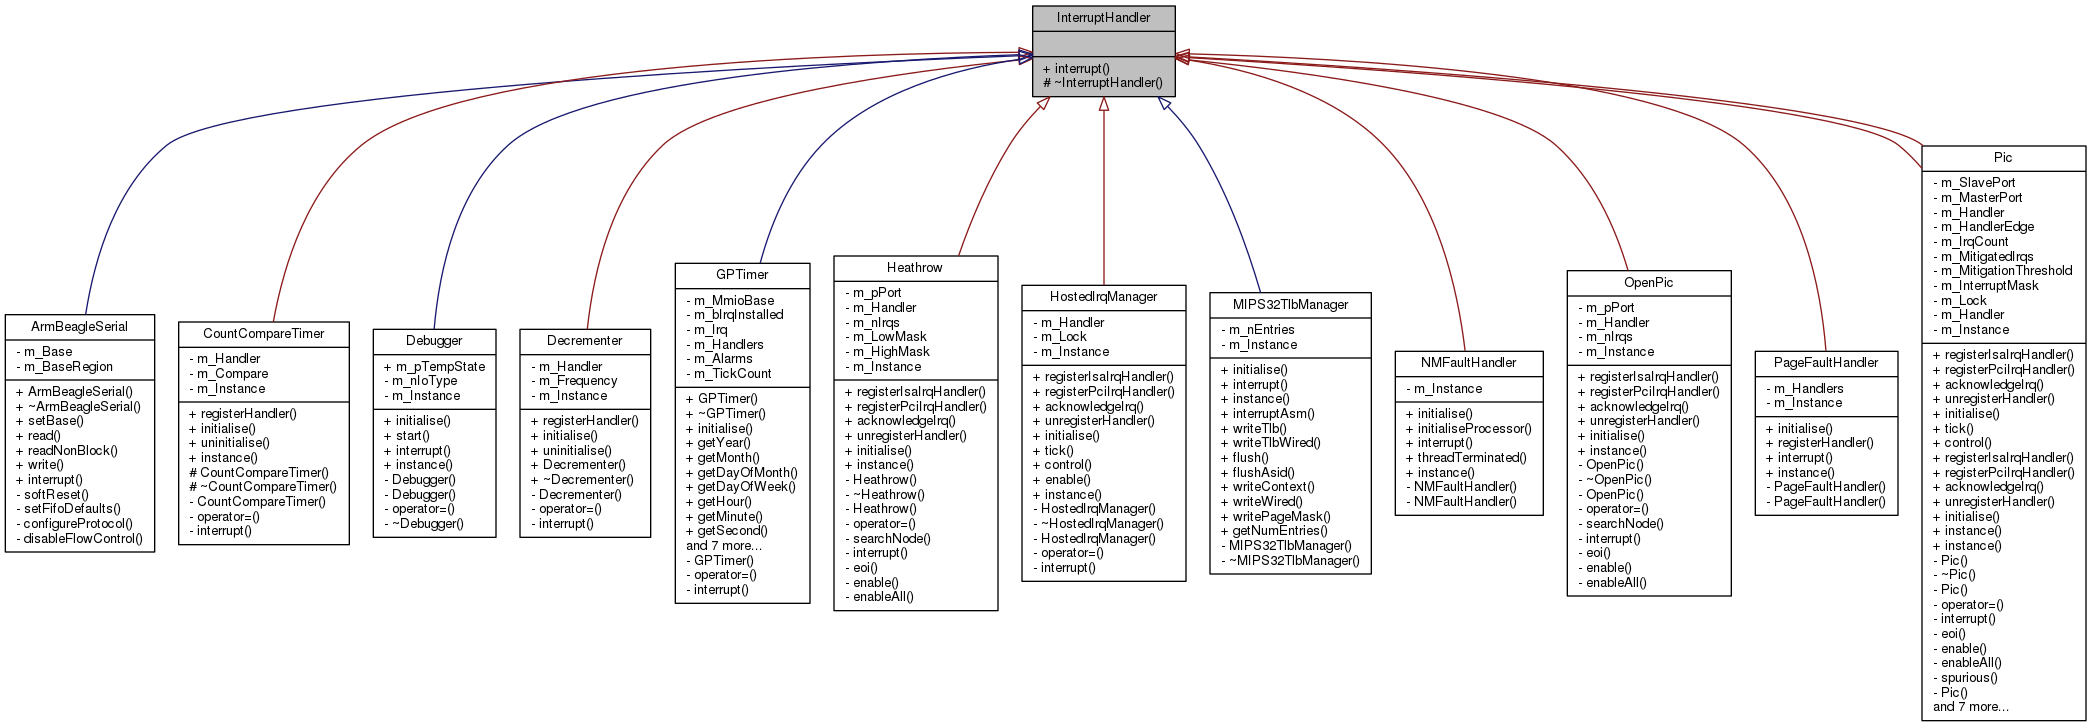 InterruptHandler
+ interrupt()
# ~InterruptHandler()
ArmBeagleSerial
- m_Base
- m_BaseRegion
+ ArmBeagleSerial()
+ ~ArmBeagleSerial()
+ setBase()
+ read()
+ readNonBlock()
+ write()
+ interrupt()
- softReset()
- setFifoDefaults()
- configureProtocol()
- disableFlowControl()
CountCompareTimer
- m_Handler
- m_Compare
- m_Instance
+ registerHandler()
+ initialise()
+ uninitialise()
+ instance()
# CountCompareTimer()
# ~CountCompareTimer()
- CountCompareTimer()
- operator=()
- interrupt()
Debugger
+ m_pTempState
- m_nIoType
- m_Instance
+ initialise()
+ start()
+ interrupt()
+ instance()
- Debugger()
- Debugger()
- operator=()
- ~Debugger()
Decrementer
- m_Handler
- m_Frequency
- m_Instance
+ registerHandler()
+ initialise()
+ uninitialise()
+ Decrementer()
+ ~Decrementer()
- Decrementer()
- operator=()
- interrupt()
GPTimer
- m_MmioBase
- m_bIrqInstalled
- m_Irq
- m_Handlers
- m_Alarms
- m_TickCount
+ GPTimer()
+ ~GPTimer()
+ initialise()
+ getYear()
+ getMonth()
+ getDayOfMonth()
+ getDayOfWeek()
+ getHour()
+ getMinute()
+ getSecond()
and 7 more...
- GPTimer()
- operator=()
- interrupt()
Heathrow
- m_pPort
- m_Handler
- m_nIrqs
- m_LowMask
- m_HighMask
- m_Instance
+ registerIsaIrqHandler()
+ registerPciIrqHandler()
+ acknowledgeIrq()
+ unregisterHandler()
+ initialise()
+ instance()
- Heathrow()
- ~Heathrow()
- Heathrow()
- operator=()
- searchNode()
- interrupt()
- eoi()
- enable()
- enableAll()
HostedIrqManager
- m_Handler
- m_Lock
- m_Instance
+ registerIsaIrqHandler()
+ registerPciIrqHandler()
+ acknowledgeIrq()
+ unregisterHandler()
+ initialise()
+ tick()
+ control()
+ enable()
+ instance()
- HostedIrqManager()
- ~HostedIrqManager()
- HostedIrqManager()
- operator=()
- interrupt()
MIPS32TlbManager
- m_nEntries
- m_Instance
+ initialise()
+ interrupt()
+ instance()
+ interruptAsm()
+ writeTlb()
+ writeTlbWired()
+ flush()
+ flushAsid()
+ writeContext()
+ writeWired()
+ writePageMask()
+ getNumEntries()
- MIPS32TlbManager()
- ~MIPS32TlbManager()
NMFaultHandler
- m_Instance
+ initialise()
+ initialiseProcessor()
+ interrupt()
+ threadTerminated()
+ instance()
- NMFaultHandler()
- NMFaultHandler()
OpenPic
- m_pPort
- m_Handler
- m_nIrqs
- m_Instance
+ registerIsaIrqHandler()
+ registerPciIrqHandler()
+ acknowledgeIrq()
+ unregisterHandler()
+ initialise()
+ instance()
- OpenPic()
- ~OpenPic()
- OpenPic()
- operator=()
- searchNode()
- interrupt()
- eoi()
- enable()
- enableAll()
PageFaultHandler
- m_Handlers
- m_Instance
+ initialise()
+ registerHandler()
+ interrupt()
+ instance()
- PageFaultHandler()
- PageFaultHandler()
Pic
- m_SlavePort
- m_MasterPort
- m_Handler
- m_HandlerEdge
- m_IrqCount
- m_MitigatedIrqs
- m_MitigationThreshold
- m_InterruptMask
- m_Lock
- m_Handler
- m_Instance
+ registerIsaIrqHandler()
+ registerPciIrqHandler()
+ acknowledgeIrq()
+ unregisterHandler()
+ initialise()
+ tick()
+ control()
+ registerIsaIrqHandler()
+ registerPciIrqHandler()
+ acknowledgeIrq()
+ unregisterHandler()
+ initialise()
+ instance()
+ instance()
- Pic()
- ~Pic()
- Pic()
- operator=()
- interrupt()
- eoi()
- enable()
- enableAll()
- spurious()
- Pic()
and 7 more...